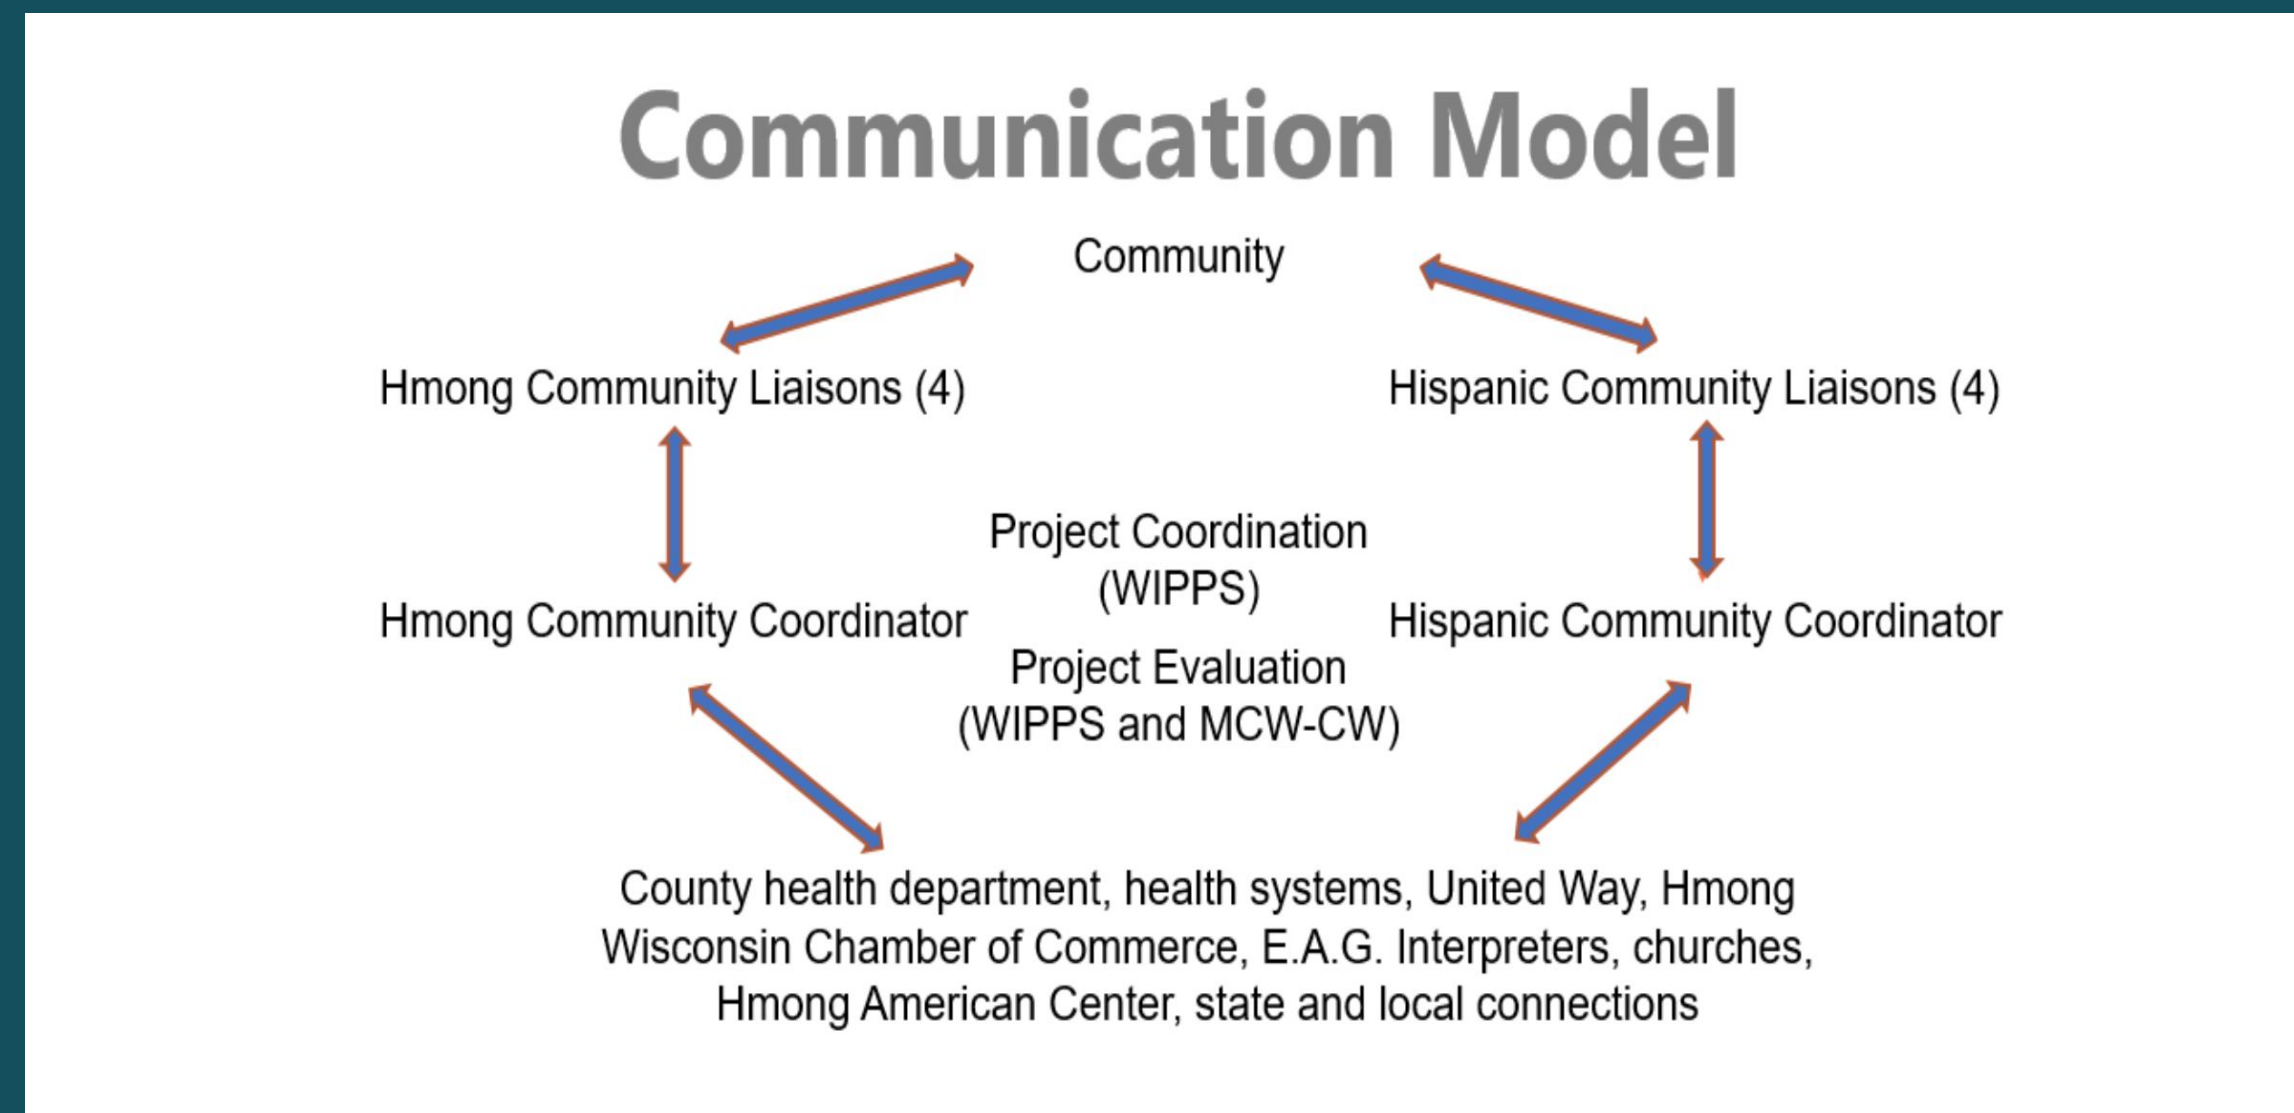 Communication Model
Community
Hmong Community Liaisons (4)
Hispanic Community Liaisons (4)
Project Coordination
(WIPPS)
Hmong Community Coordinator
Hispanic Community Coordinator
Project Evaluation
(WIPPS and MCW-CW)
County health department, health systems, United Way, Hmong
Wisconsin Chamber of Commerce, E.A.G. Interpreters, churches,
Hmong American Center, state and local connections